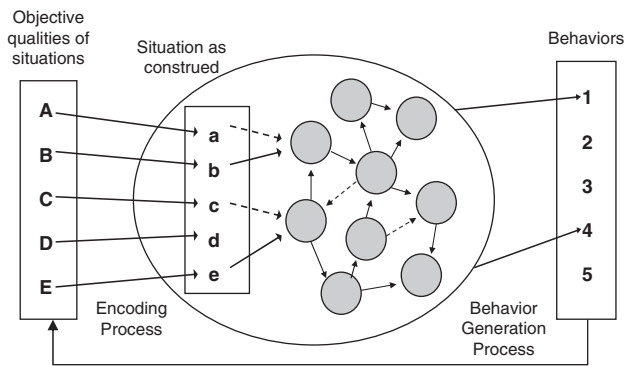 Objective
qualities of
situations
Situation as
construed
Behaviors
A
B
C
D
E
a
b
c
d
e
1
2
3
4
5
Encoding
Process
Behavior
Generation
Process